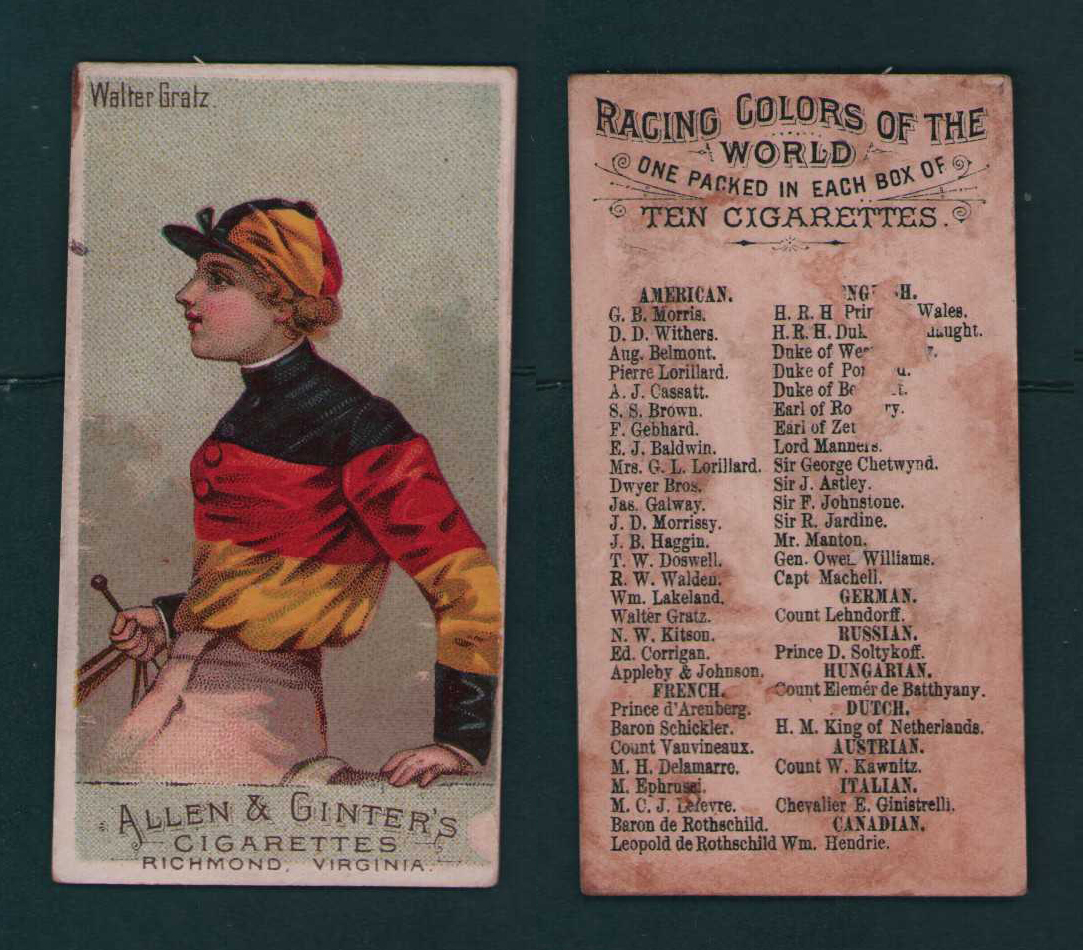 Walter Gratz.
ALLEN & GINTER'S
CIGARETTES
RICHMOND, VIRGINIA.
RACING COLORS OF THE
WORLD
ONE PACKED IN EACH BOX OF
TEN CIGARETTES.
AMERICAN.
G. B. Morris.
D. D. Withers.
Aug. Belmont.
Pierre Lorillard.
A. J. Cassatt.
S. S. Brown.
F. Gebhard.
E. J. Baldwin.
Mrs. G. L. Lorillard.
Dwyer Bros.
Jas. Galway.
J. D. Morrissy.
J. B. Haggin.
T. W. Doswell.
R. W. Walden.
Wm. Lakeland.
Walter Gratz.
N. W. Kitson.
Ed. Corrigan.
Appleby & Johnson.
FRENCH.
Prince d'Arenberg.
Baron Schickler.
Count Vauvineaux.
M. H. Delamarre.
M. Ephrussi.
M. C. J. Lefevre.
Baron de Rothschild.
Leopold de Rothschild
H. R. H Wales.
H. R. H.
Duke of
Duke of
Duke of
Earl of
Earl of
Lord Manners.
Sir George Chetwynd.
Sir J. Astley.
Sir F. Johnstone.
Sir R. Jardine.
Mr. Manton.
Gen. Owen Williams.
Capt Machell.
GERMAN.
Count Lehndorff.
RUSSIAN.
Prince D. Soltykoff.
HUNGARIAN.
Count Elemér de Batthyany.
DUTCH.
H. M. King of Netherlands.
AUSTRIAN.
Count W. Kawnitz.
ITALIAN.
Chevalier E. Ginistrelli.
CANADIAN.
Wm. Hendrie.